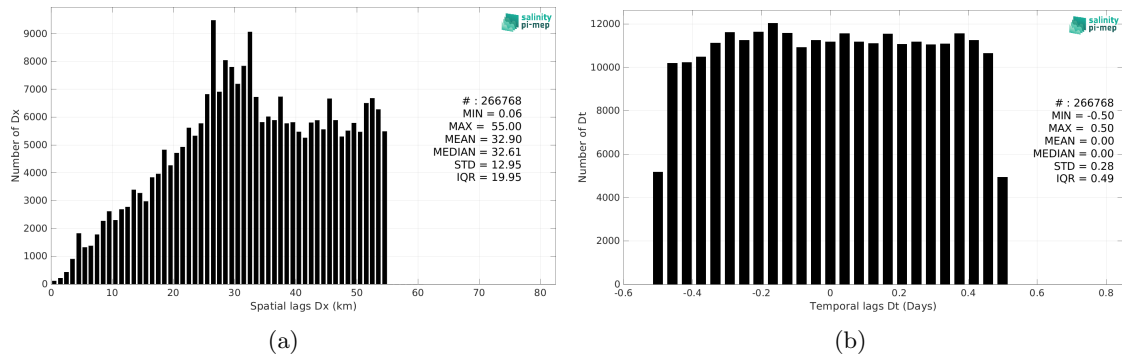 salinity
pi-mep
9000
8000
7000
6000
5000
4000
3000
2000
1000
0
Number of Dx
# : 266768
MIN = 0.06
MAX = 55.00
MEAN = 32.90
MEDIAN = 32.61
STD = 12.95
IQR = 19.95
0 10 20 30 40 50 60 70 80
Spatial lags Dx (km)
(a)
salinity
pi-mep
12000
10000
8000
6000
4000
2000
0
Number of Dt
# : 266768
MIN = -0.50
MAX = 0.50
MEAN = 0.00
MEDIAN = 0.00
STD = 0.28
IQR = 0.49
-0.6 -0.4 -0.2 0 0.2 0.4 0.6 0.8
Temporal lags Dt (Days)
(b)